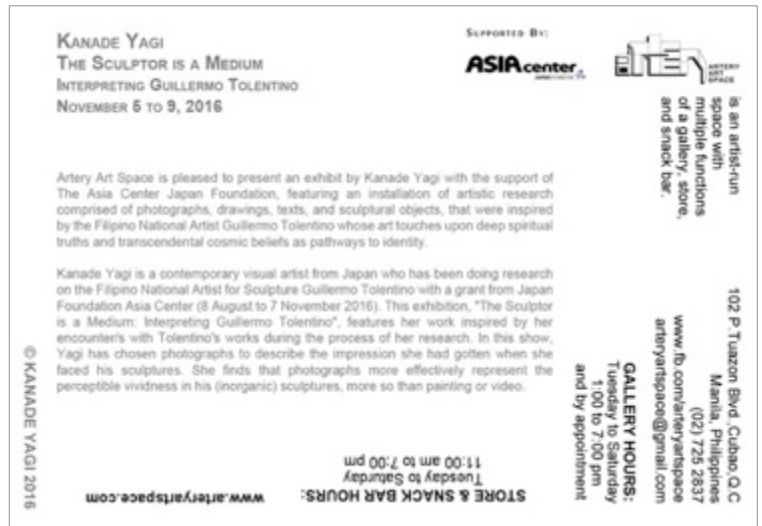 KANADE YAGI
THE SCULPTOR IS A MEDIUM
INTERPRETING GUILLERMO TOLENTINO
NOVEMBER 5 TO 9, 2016
SUPPORTED BY:
ASIA center
ARTERY
ART
SPACE
is an artist-run
space with
multiple functions
of a gallery, store,
and snack bar.
Artery Art Space is pleased to present an exhibit by Kanade Yagi with the support of
The Asia Center Japan Foundation, featuring an installation of artistic research
comprised of photographs, drawings, texts, and sculptural objects, that were inspired
by the Filipino National Artist Guillermo Tolentino whose art touches upon deep spiritual
truths and transcendental cosmic beliefs as pathways to identity.
Kanade Yagi is a contemporary visual artist from Japan who has been doing research
on the Filipino National Artist for Sculpture Guillermo Tolentino with a grant from Japan
Foundation Asia Center (8 August to 7 November 2016). This exhibition, "The Sculptor
is a Medium: Interpreting Guillermo Tolentino", features her work inspired by her
encounter/s with Tolentino's works during the process of her research. In this show,
Yagi has chosen photographs to describe the impression she had gotten when she
faced his sculptures. She finds that photographs more effectively represent the
perceptible vividness in his (inorganic) sculptures, more so than painting or video.
102 P.Tuazon Blvd.,Cubao,Q.C
Manila, Philippines
(02) 725 2837
www.fb.com/arteryartspace
arteryartspace@gmail.com
GALLERY HOURS:
Tuesday to Saturday
1:00 to 7:00 pm
and by appointment
STORE & SNACK BAR HOURS:
Tuesday to Saturday
11:00 am to 7:00 pm
www.arteryartspace.com
© KANADE YAGI 2016